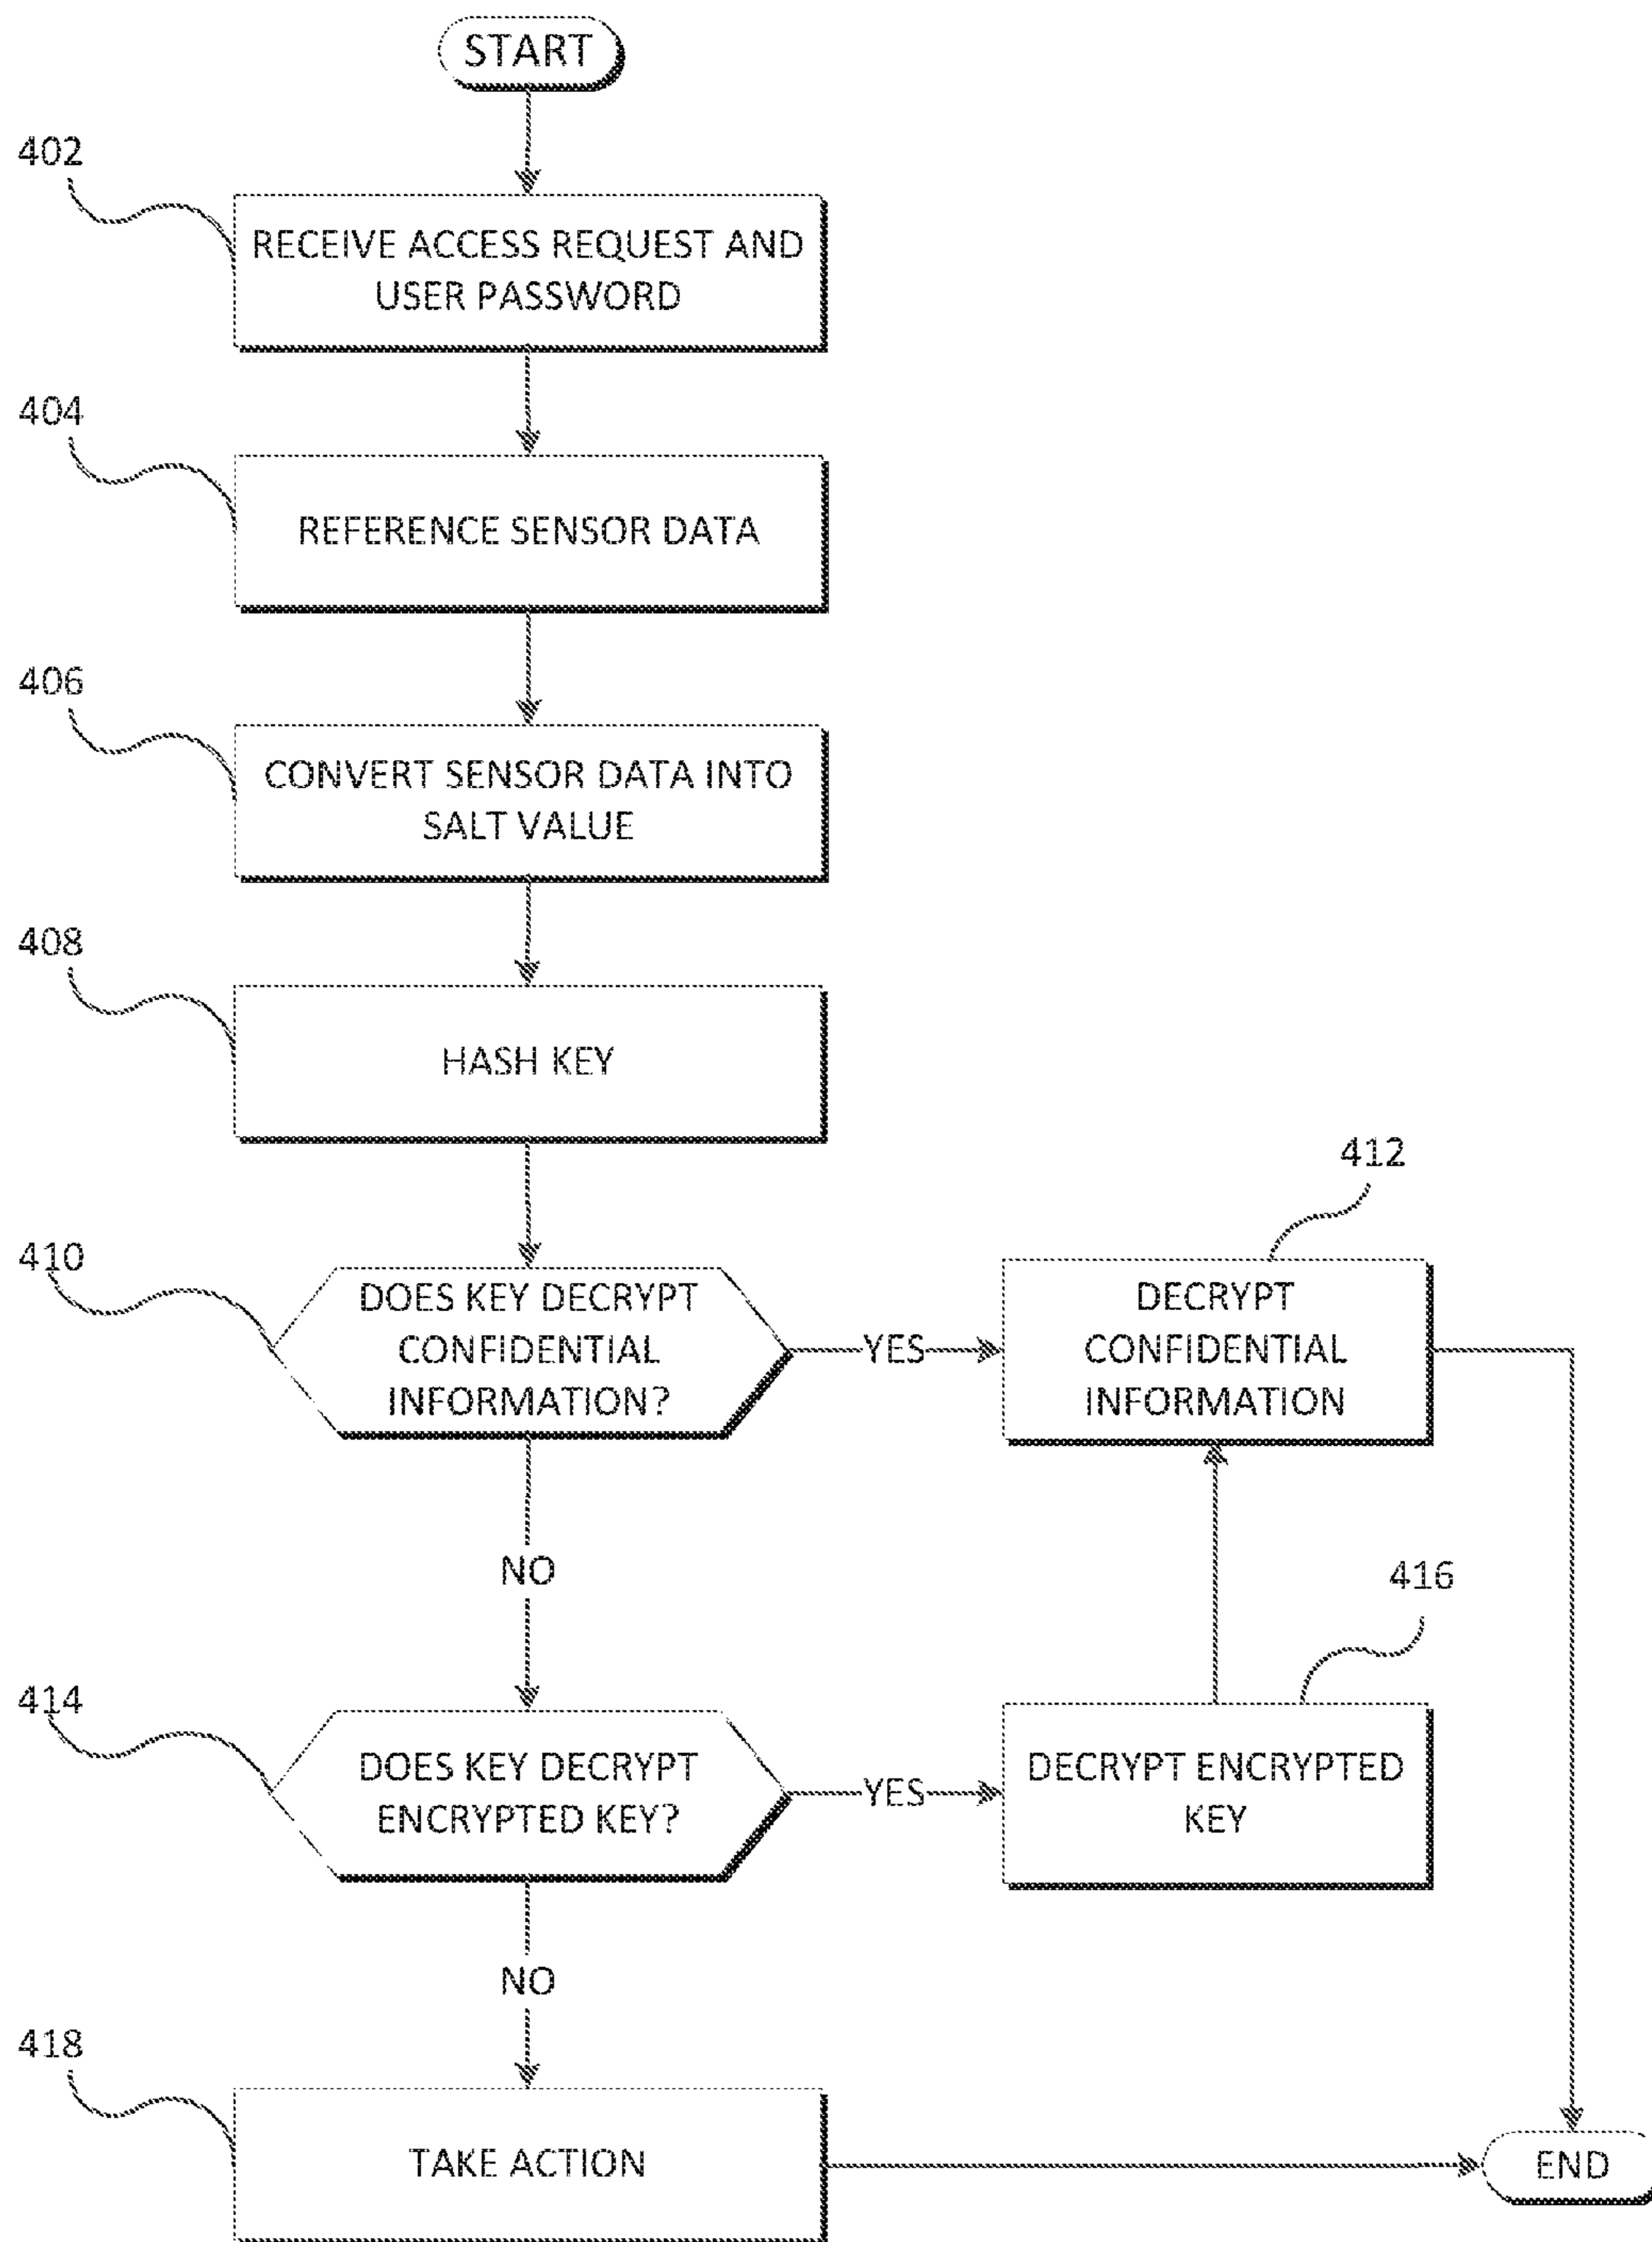 START
402
RECEIVE ACCESS REQUEST AND
USER PASSWORD
404
REFERENCE SENSOR DATA
406
CONVERT SENSOR DATA INTO
SALT VALUE
408
HASH KEY
410
DOES KEY DECRYPT
CONFIDENTIAL
INFORMATION?
YES
412
DECRYPT
CONFIDENTIAL
INFORMATION
NO
414
DOES KEY DECRYPT
ENCRYPTED KEY?
YES
416
DECRYPT ENCRYPTED
KEY
NO
418
TAKE ACTION
END